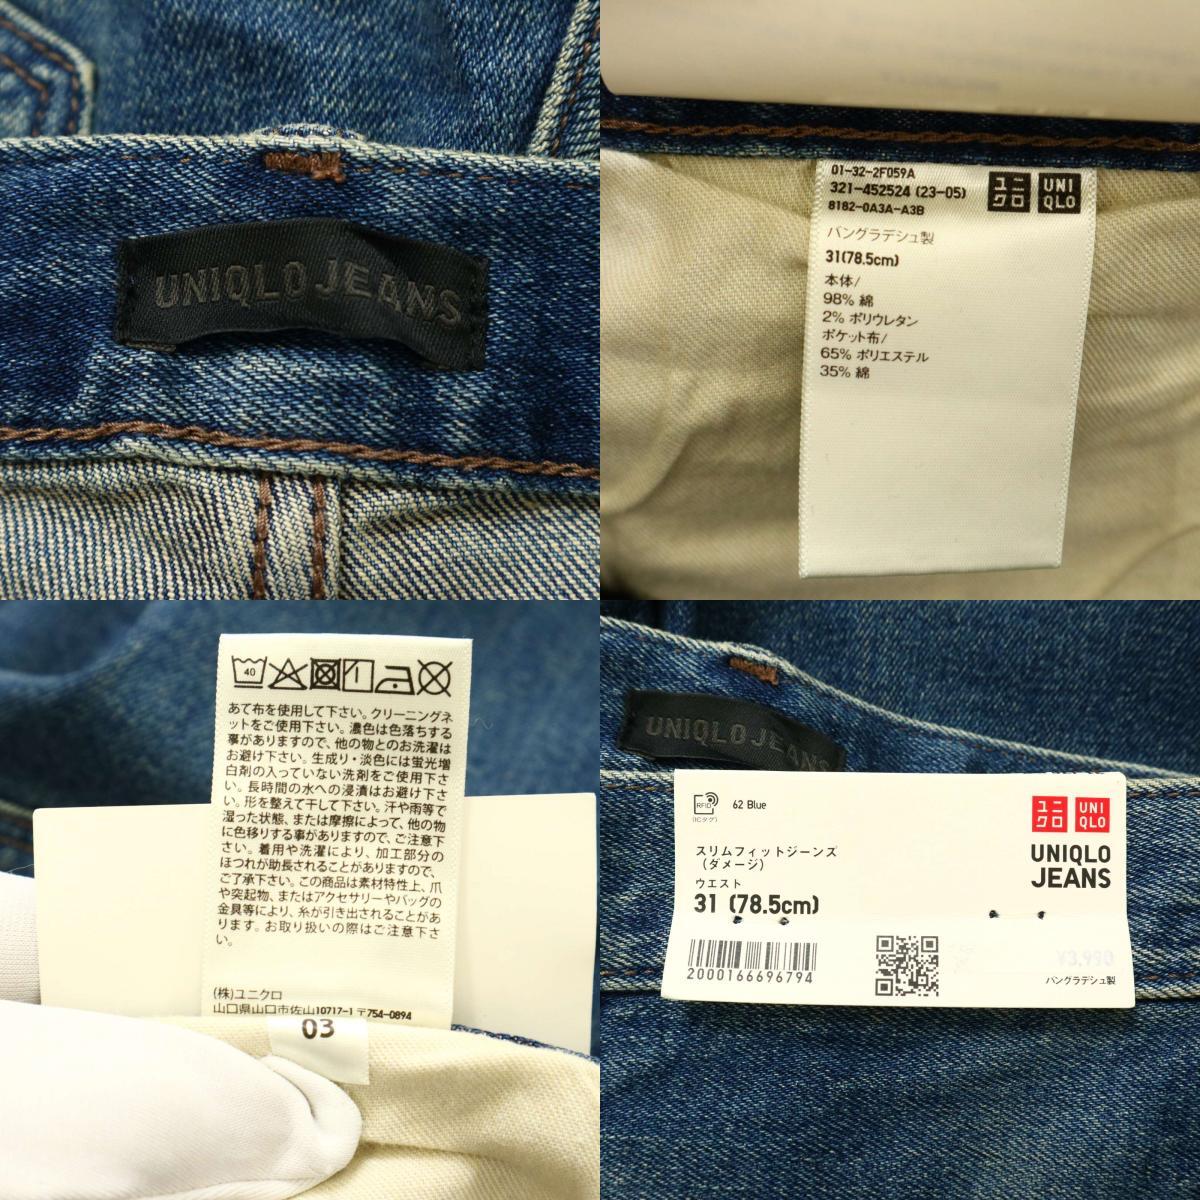 UNIQLO JEANS
01-32-2F059A
321-452524 (23-05)
8182-0A3A-A3B
ユニクロ
UNIQLO
バングラデシュ製
31(78.5cm)
本体/
98% 綿
2% ポリウレタン
ポケット布/
65% ポリエステル
35% 綿
40
あて布を使用して下さい。クリーニングネ
ットをご使用下さい。濃色は色落ちする
事がありますので、他の物とのお洗濯は
お避け下さい。生成り・淡色には蛍光増
白剤の入っていない洗剤をご使用下さ
い。長時間の水への浸漬はお避け下さ
い。形を整えて干して下さい。汗や雨等で
湿った状態、または摩擦によって、他の物
に色移りする事がありますので、ご注意下
さい。着用や洗濯により、加工部分の
ほつれが助長されることがありますので、
ご了承下さい。この商品は素材特性上、爪
や突起物、またはアクセサリーやバッグの
金具等により、糸が引き出されることがあ
ります。お取り扱いの際はご注意下さ
い。
(株)ユニクロ
山口県山口市佐山10717-1 〒754-0894
03
UNIQLO JEANS
RFID
(ICタグ)
62 Blue
ユニクロ
UNIQLO
UNIQLO
JEANS
スリムフィットジーンズ
(ダメージ)
ウエスト
31 (78.5cm)
2000166696794
¥3,990
バングラデシュ製